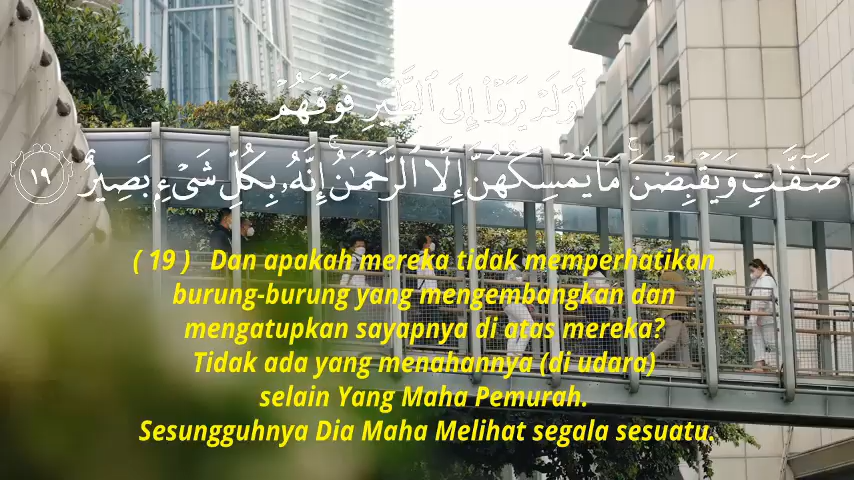 أَوَلَمْ يَرَوْا۟ إِلَى ٱلطَّيْرِ فَوْقَهُمْ
صَـٰٓفَّـٰتٍ وَيَقْبِضْنَ ۚ مَا يُمْسِكُهُنَّ إِلَّا ٱلرَّحْمَـٰنُ ۚ إِنَّهُۥ بِكُلِّ شَىْءٍۭ بَصِيرٌ ١٩
( 19 ) Dan apakah mereka tidak memperhatikan
burung-burung yang mengembangkan dan
mengatupkan sayapnya di atas mereka?
Tidak ada yang menahannya (di udara)
selain Yang Maha Pemurah.
Sesungguhnya Dia Maha Melihat segala sesuatu.